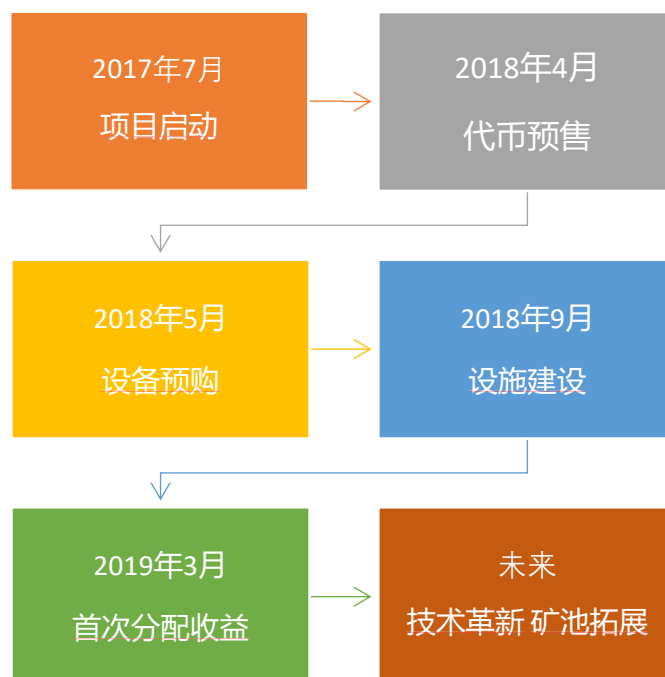 2017年7月
项目启动
2018年4月
代币预售
2018年5月
设备预购
2018年9月
设施建设
2019年3月
首次分配收益
未来
技术革新 矿池拓展